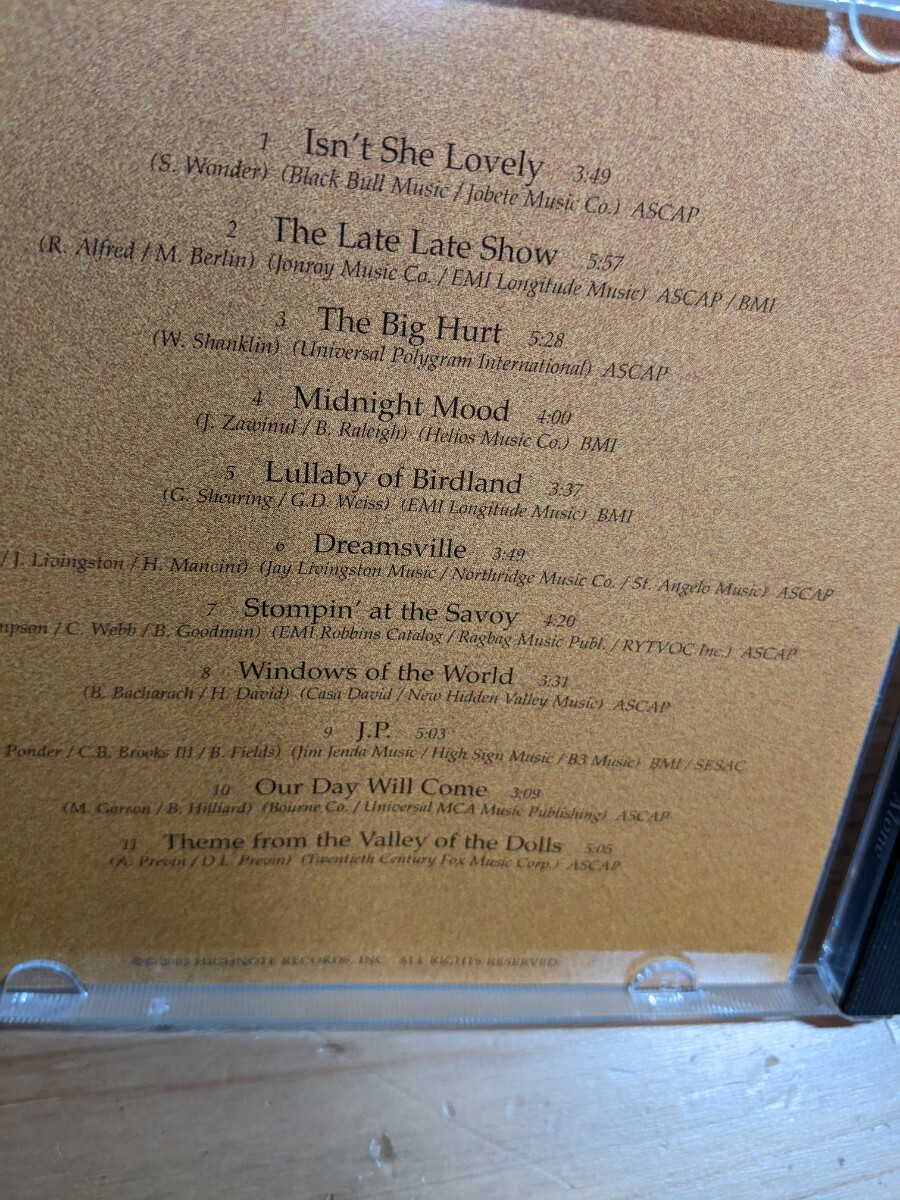 1 Isn't She Lovely 3:49
(S. Wonder) (Black Bull Music / Jobete Music Co.) ASCAP
2 The Late Late Show 5:57
(R. Alfred / M. Berlin) (Jonroy Music Co. / EMI Longitude Music) ASCAP / BMI
3 The Big Hurt 5:28
(W. Shanklin) (Universal Polygram International) ASCAP
4 Midnight Mood 4:00
(J. Zawinul / B. Raleigh) (Helios Music Co.) BMI
5 Lullaby of Birdland 3:37
(G. Shearing / G.D. Weiss) (EMI Longitude Music) BMI
6 Dreamsville 3:49
/ J. Livingston / H. Mancini) (Jay Livingston Music / Northridge Music Co. / St. Angelo Music) ASCAP
7 Stompin' at the Savoy 4:20
mpson / C. Webb / B. Goodman) (EMI Robbins Catalog / Ragbag Music Publ. / RYTVOC Inc.) ASCAP
8 Windows of the World 3:31
(B. Bacharach / H. David) (Casa David / New Hidden Valley Music) ASCAP
9 J.P. 5:03
Ponder / C.B. Brooks III / B. Fields) (Jim Jenda Music / High Sign Music / B3 Music) BMI / SESAC
10 Our Day Will Come 3:09
(M. Garson / B. Hilliard) (Bourne Co. / Universal MCA Music Publishing) ASCAP
11 Theme from the Valley of the Dolls 5:05
(A. Previn / D.L. Previn) (Twentieth Century Fox Music Corp.) ASCAP
HIGHNOTE RECORDS, INC. ALL RIGHTS RESERVED